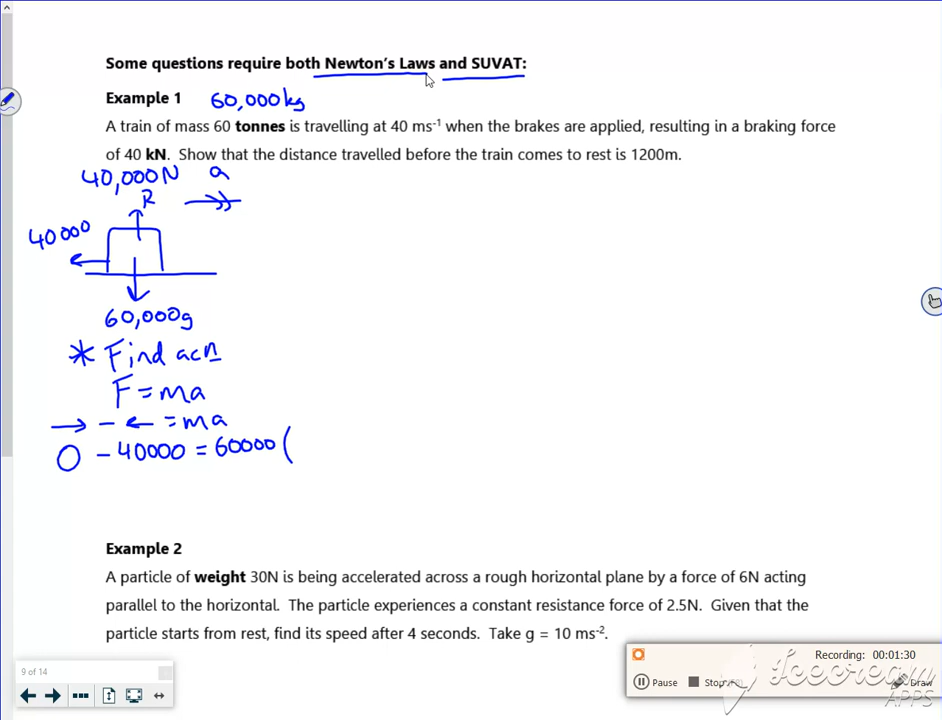 Some questions require both Newton's Laws and SUVAT:
Example 1 60,000kg
A train of mass 60 tonnes is travelling at 40 ms⁻¹ when the brakes are applied, resulting in a braking force
of 40 kN. Show that the distance travelled before the train comes to rest is 1200m.
40,000N a
R
40000
60,000g
* Find acn
F = ma
→ - ← = ma
0 - 40000 = 60000 (
Example 2
A particle of weight 30N is being accelerated across a rough horizontal plane by a force of 6N acting
parallel to the horizontal. The particle experiences a constant resistance force of 2.5N. Given that the
particle starts from rest, find its speed after 4 seconds. Take g = 10 ms⁻².
Recording: 00:01:30
9 of 14
Pause Stop Draw
Icecream
APPS